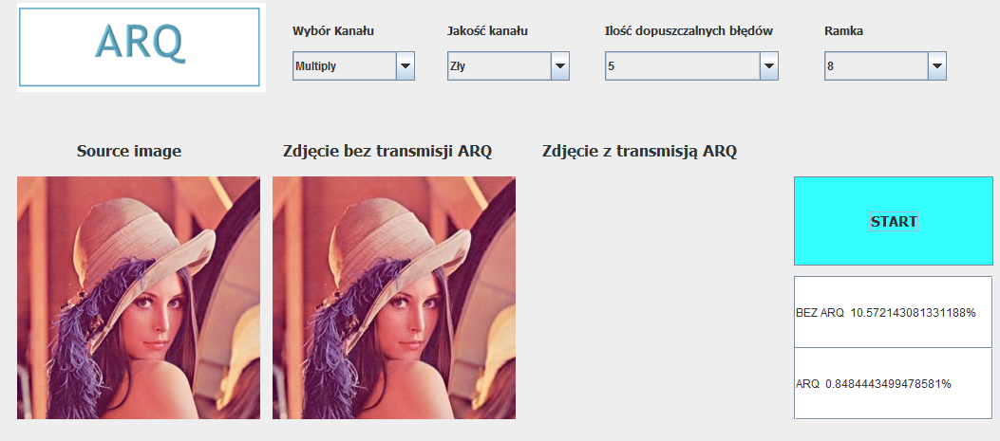 ARQ
Wybór Kanału
Jakość kanału
Ilość dopuszczalnych błędów
Ramka
Multiply
Zły
5
8
Source image
Zdjęcie bez transmisji ARQ
Zdjęcie z transmisją ARQ
START
BEZ ARQ 10.572143081331188%
ARQ 0.8484443499478581%